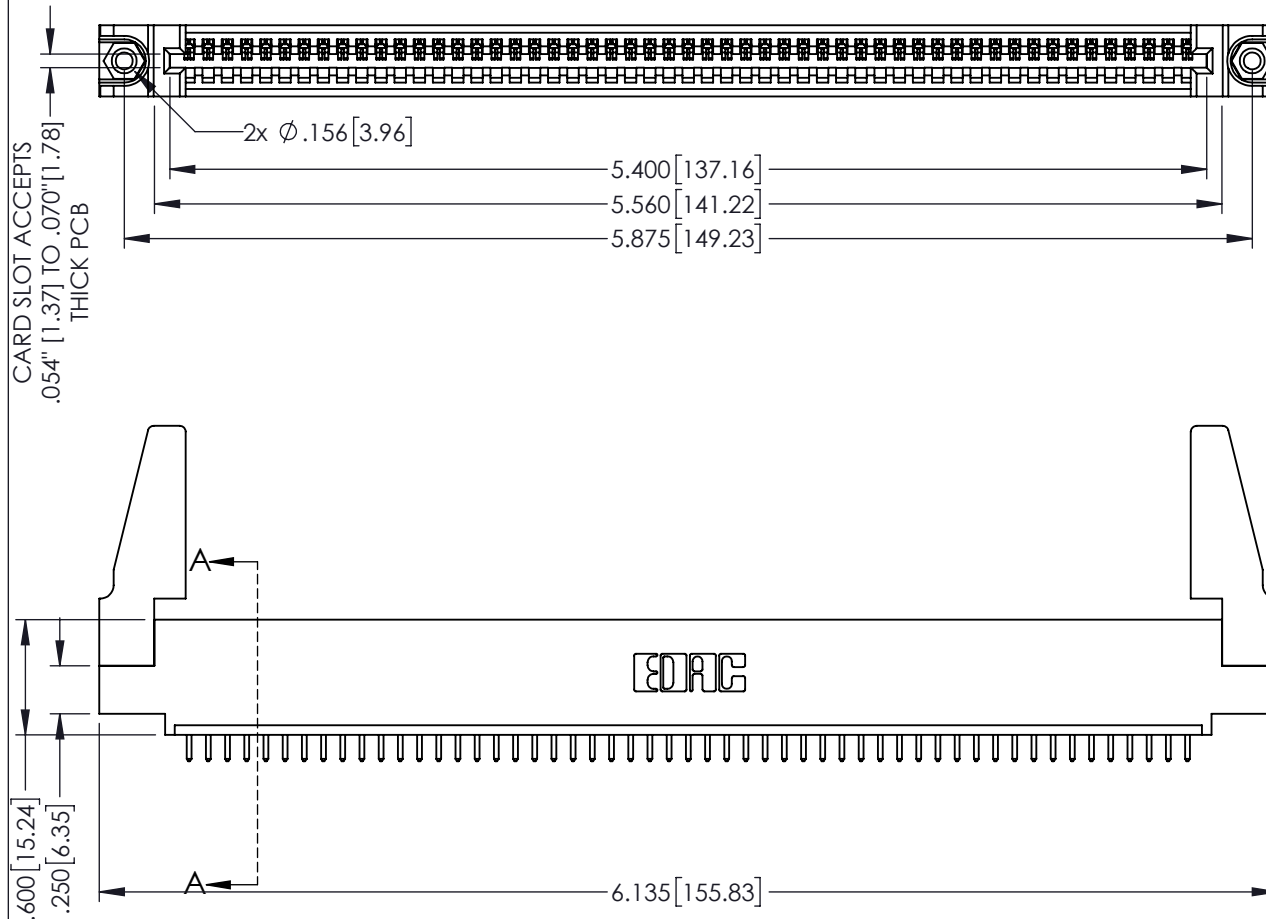 2x ∅ .156[3.96]
5.400[137.16]
5.560[141.22]
5.875[149.23]
CARD SLOT ACCEPTS
.054" [1.37] TO .070"[1.78]
THICK PCB
A
EDAC
.600[15.24]
.250[6.35]
A
6.135[155.83]